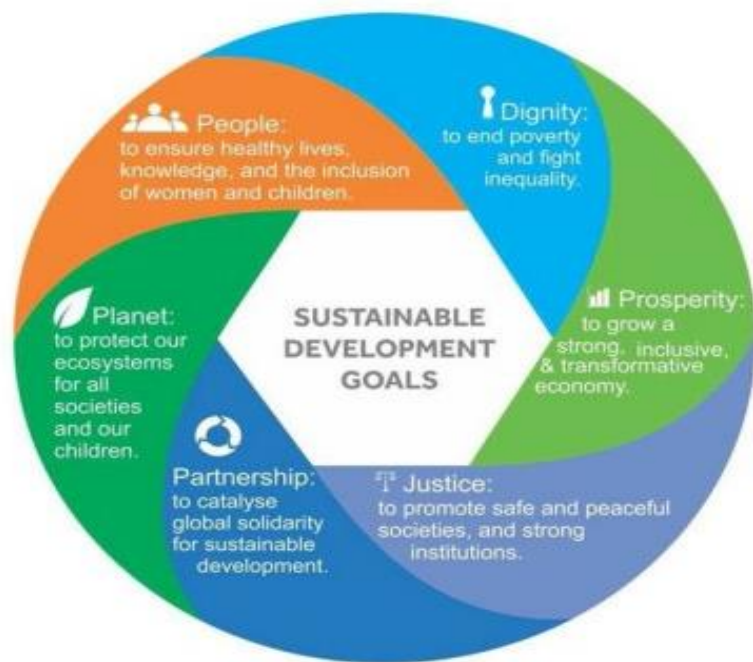 SUSTAINABLE
DEVELOPMENT
GOALS
Dignity:
to end poverty
and fight
inequality.
Prosperity:
to grow a
strong, inclusive,
& transformative
economy.
Justice:
to promote safe and peaceful
societies, and strong
institutions.
Partnership:
to catalyse
global solidarity
for sustainable
development.
Planet:
to protect our
ecosystems
for all
societies
and our
children.
People:
to ensure healthy lives,
knowledge, and the inclusion
of women and children.